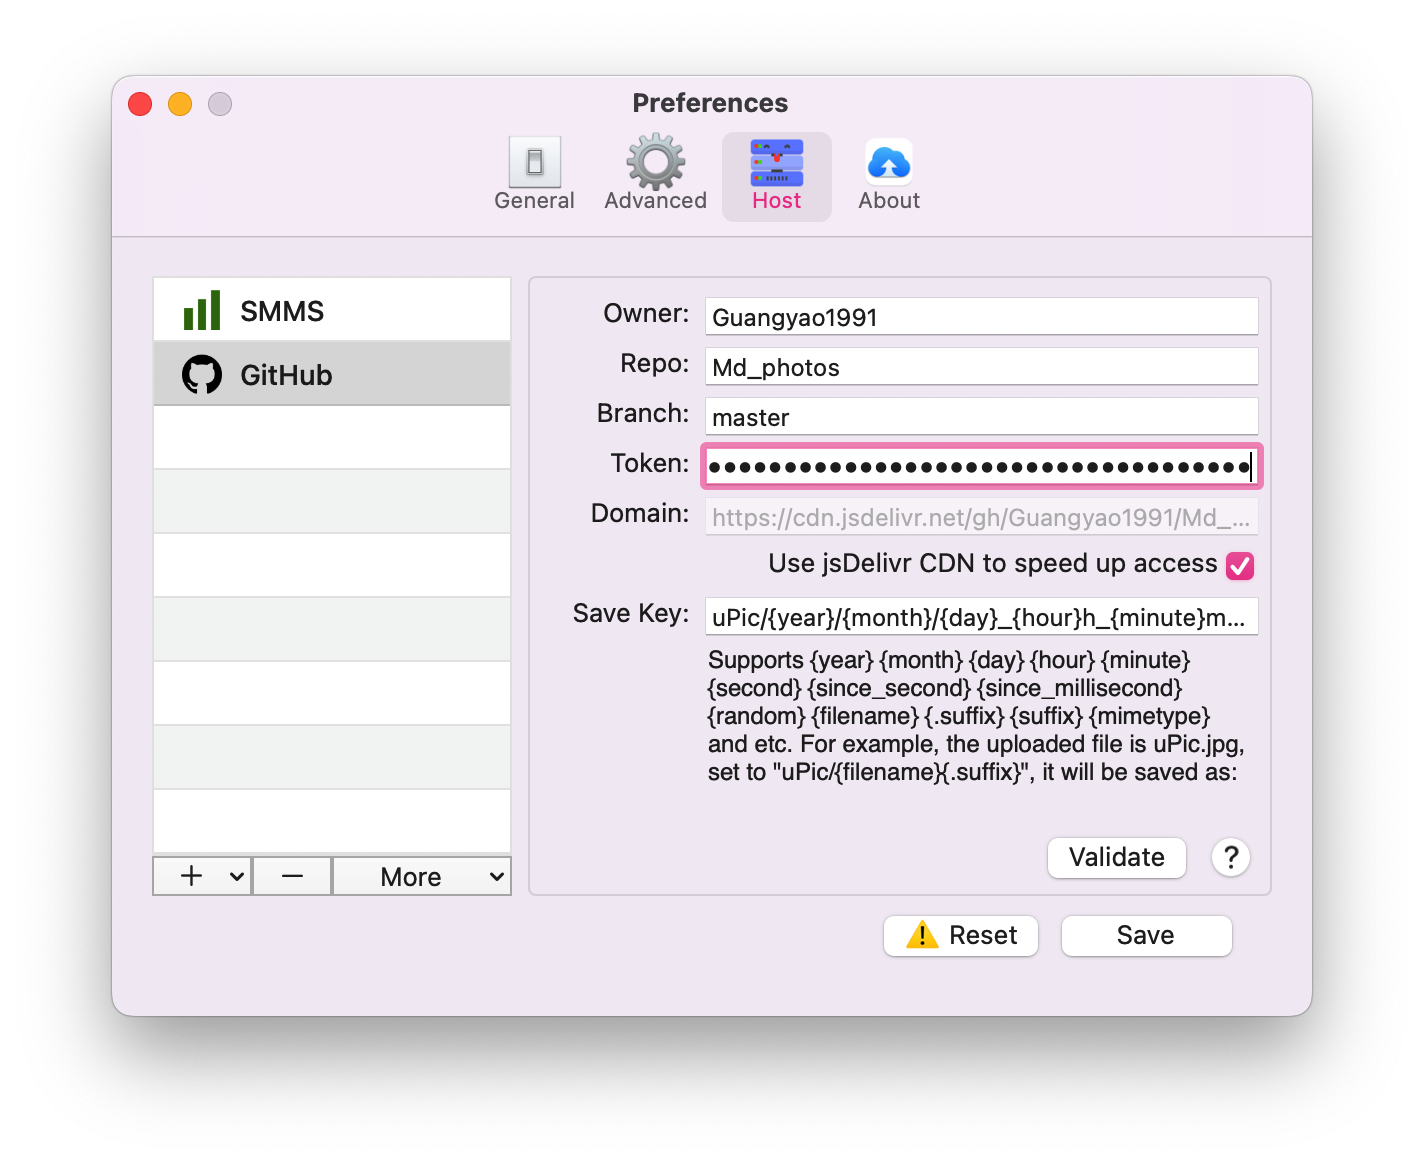 Preferences
General
Advanced
Host
About
SMMS
GitHub
+
−
More
Owner:
Guangyao1991
Repo:
Md_photos
Branch:
master
Token:
••••••••••••••••••••••••••••••••••••
Domain:
https://cdn.jsdelivr.net/gh/Guangyao1991/Md_...
Use jsDelivr CDN to speed up access
Save Key:
uPic/{year}/{month}/{day}_{hour}h_{minute}m...
Supports {year} {month} {day} {hour} {minute}
{second} {since_second} {since_millisecond}
{random} {filename} {.suffix} {suffix} {mimetype}
and etc. For example, the uploaded file is uPic.jpg,
set to "uPic/{filename}{.suffix}", it will be saved as:
Validate
?
Reset
Save